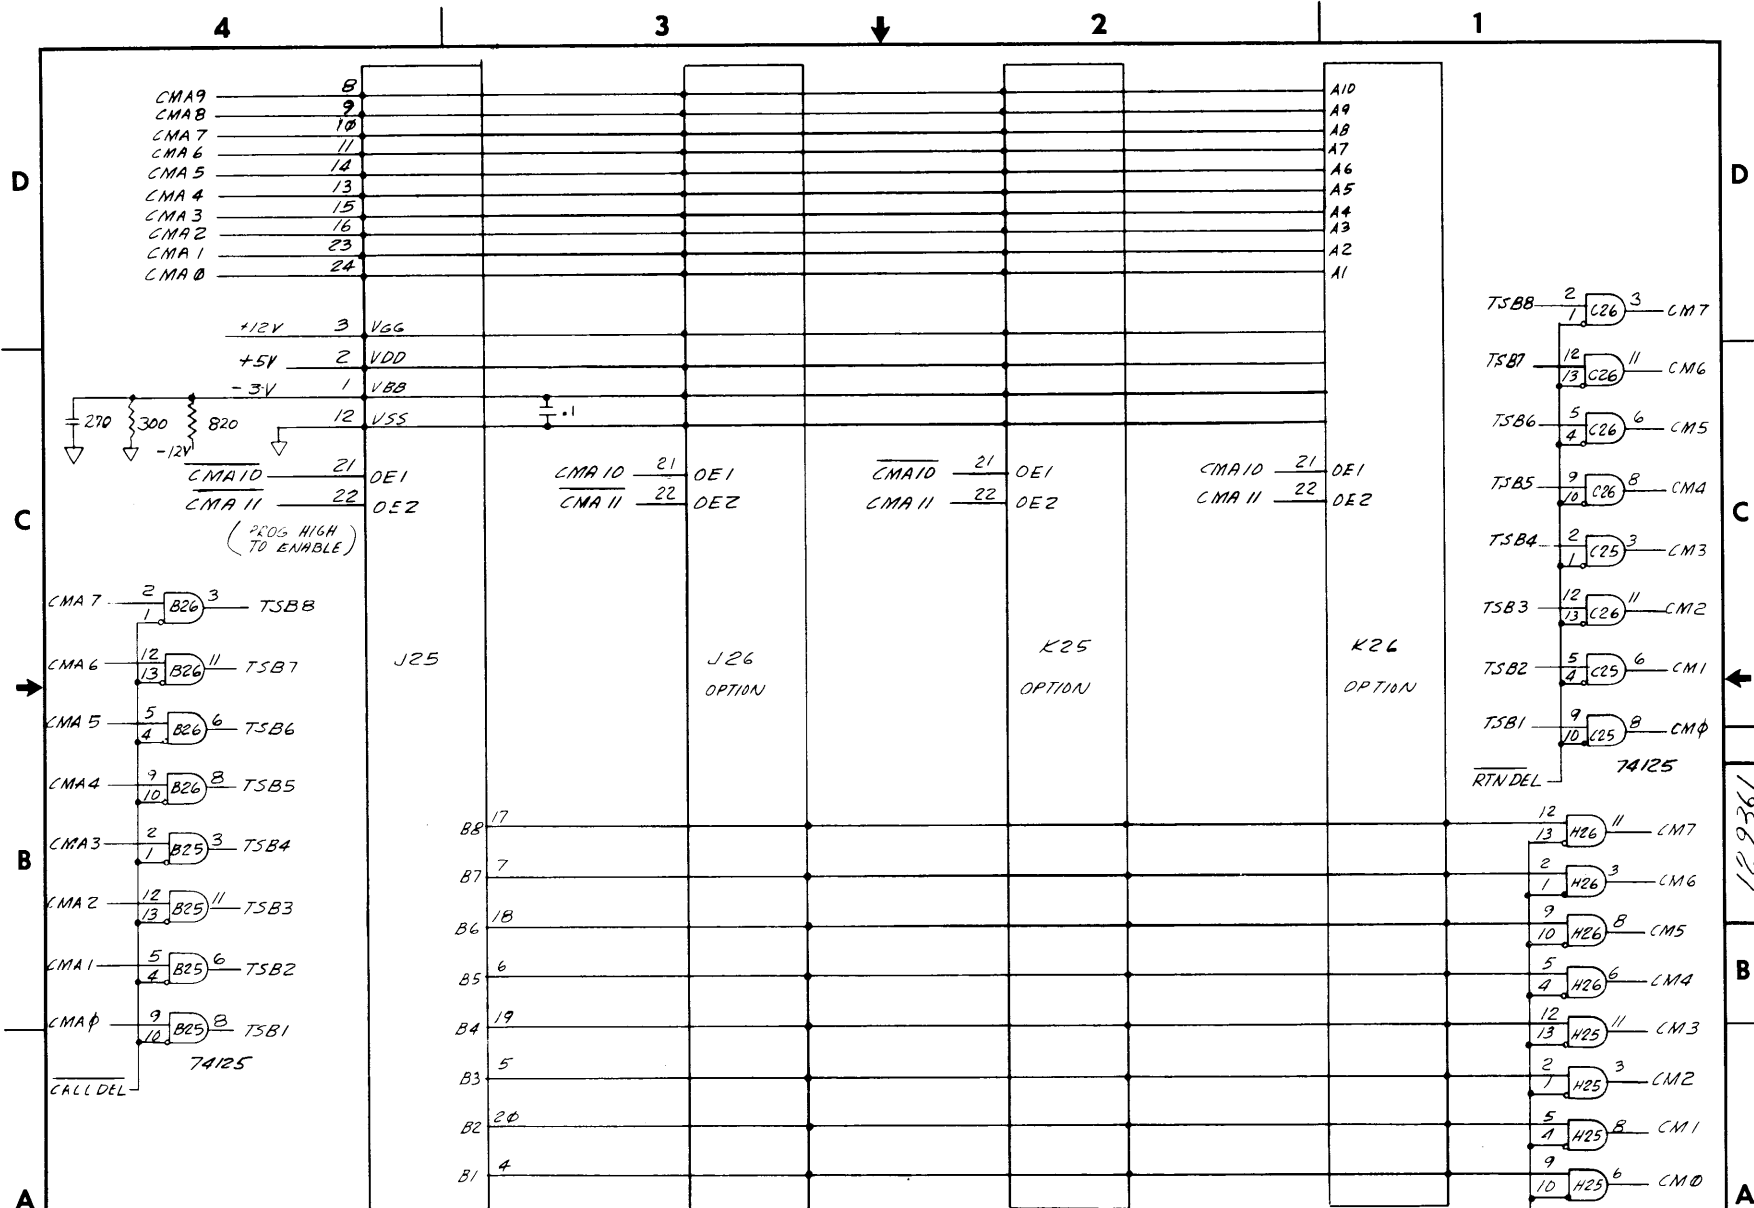 4 3 2 1
D D
CMA9 8 A10
CMA8 9 A9
CMA7 1φ A8
CMA6 11 A7
CMA5 14 A6
CMA4 13 A5
CMA3 15 A4
CMA2 16 A3
CMA1 23 A2
CMAφ 24 A1
+12V 3 VGG
+5V 2 VDD
-3V 1 VBB
12 VSS
270 300 820 .1
-12V
CMA10 21 OE1 CMA10 21 OE1 CMA10 21 OE1 CMA10 21 OE1
CMA11 22 OE2 CMA11 22 OE2 CMA11 22 OE2 CMA11 22 OE2
C C
(PROG HIGH
TO ENABLE)
J25 J26 K25 K26
OPTION OPTION OPTION
TSB8 2 1 C26 3 CM7
TSB7 12 13 C26 11 CM6
TSB6 5 4 C26 6 CM5
TSB5 9 10 C26 8 CM4
TSB4 2 1 C25 3 CM3
TSB3 12 13 C26 11 CM2
TSB2 5 4 C25 6 CM1
TSB1 9 10 C25 8 CMφ
74125
RTNDEL
CMA7 2 1 B26 3 TSB8
CMA6 12 13 B26 11 TSB7
CMA5 5 4 B26 6 TSB6
CMA4 9 10 B26 8 TSB5
CMA3 2 1 B25 3 TSB4
CMA2 12 13 B25 11 TSB3
CMA1 5 4 B25 6 TSB2
CMAφ 9 10 B25 8 TSB1
74125
CALLDEL
B B
B8 17 12 13 H26 11 CM7
B7 7 2 1 H26 3 CM6
B6 18 9 10 H26 8 CM5
B5 6 5 4 H26 6 CM4
B4 19 12 13 H25 11 CM3
B3 5 2 1 H25 3 CM2
B2 2φ 5 4 H25 8 CM1
B1 4 9 10 H25 6 CMφ
A A